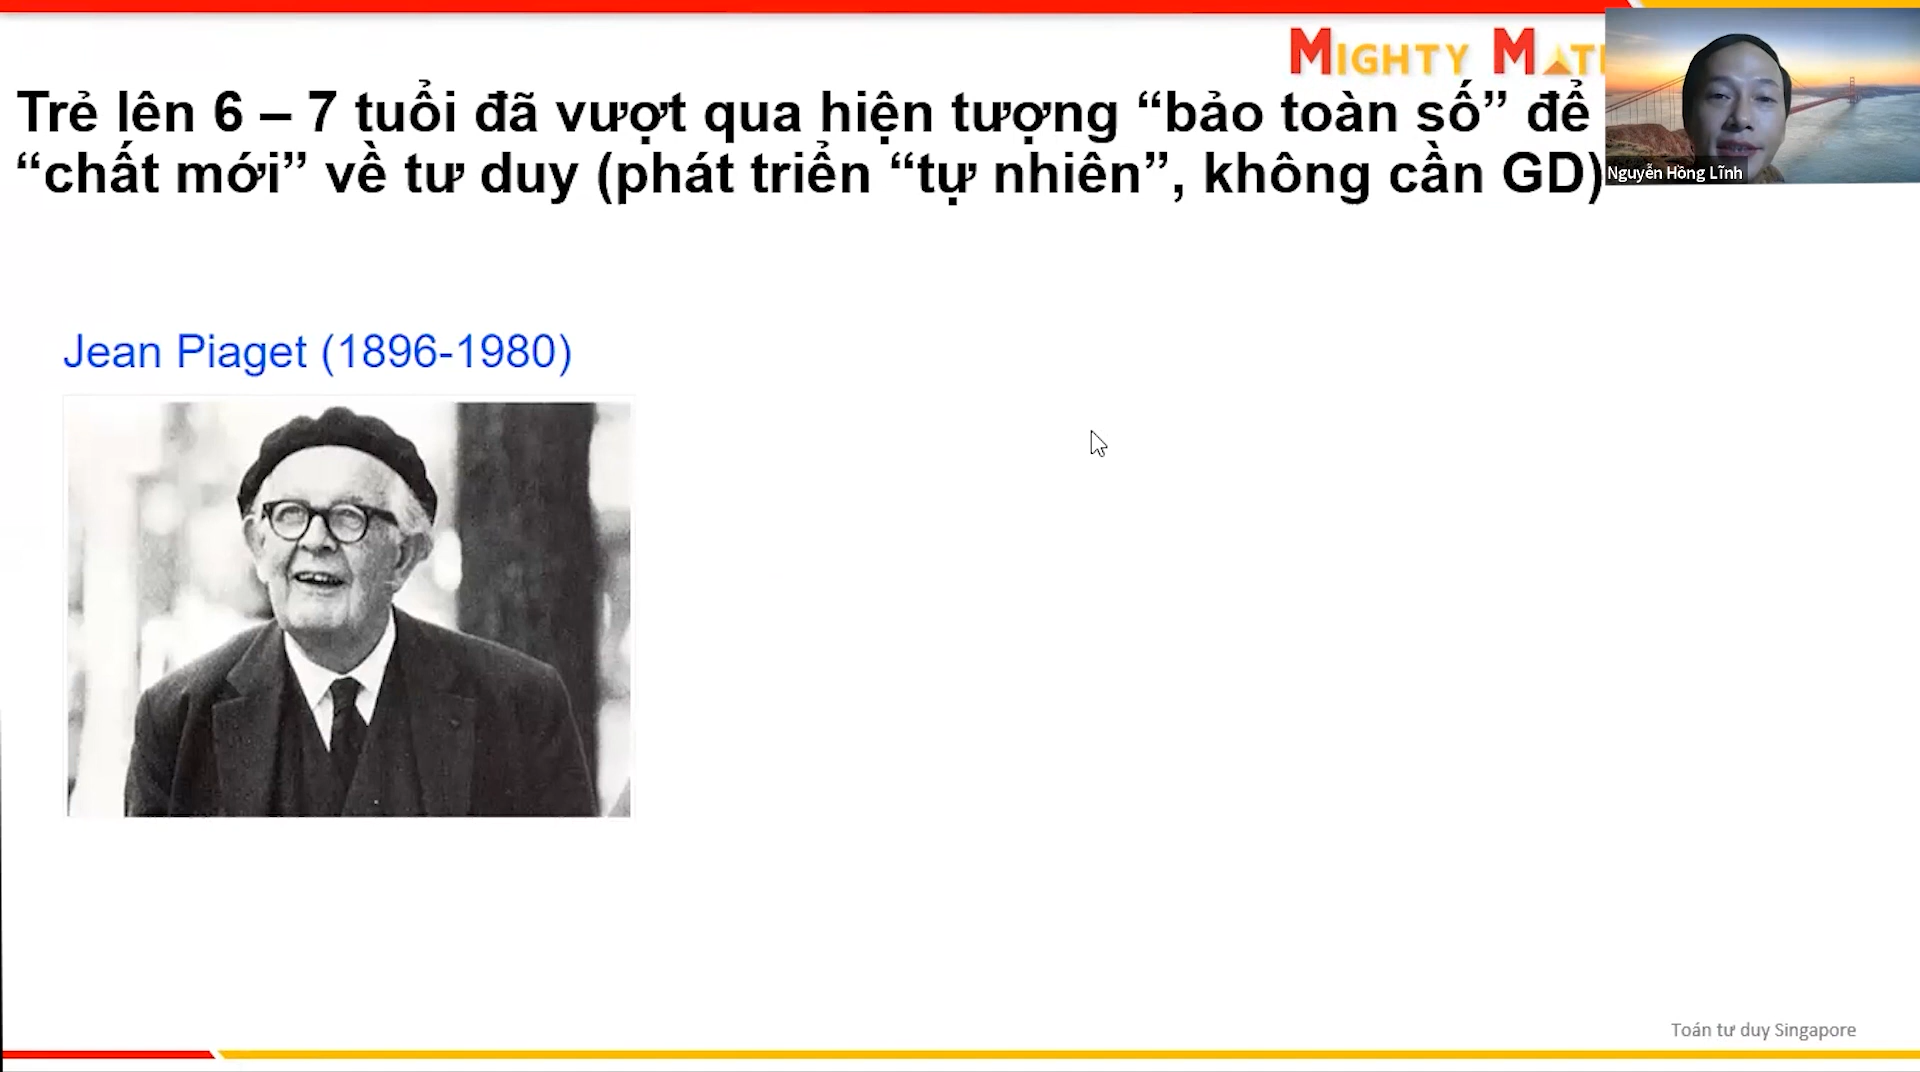 MIGHTY MAT
Trẻ lên 6 – 7 tuổi đã vượt qua hiện tượng “bảo toàn số” để
“chất mới” về tư duy (phát triển “tự nhiên”, không cần GD)
Nguyễn Hồng Lĩnh
Jean Piaget (1896-1980)
Toán tư duy Singapore